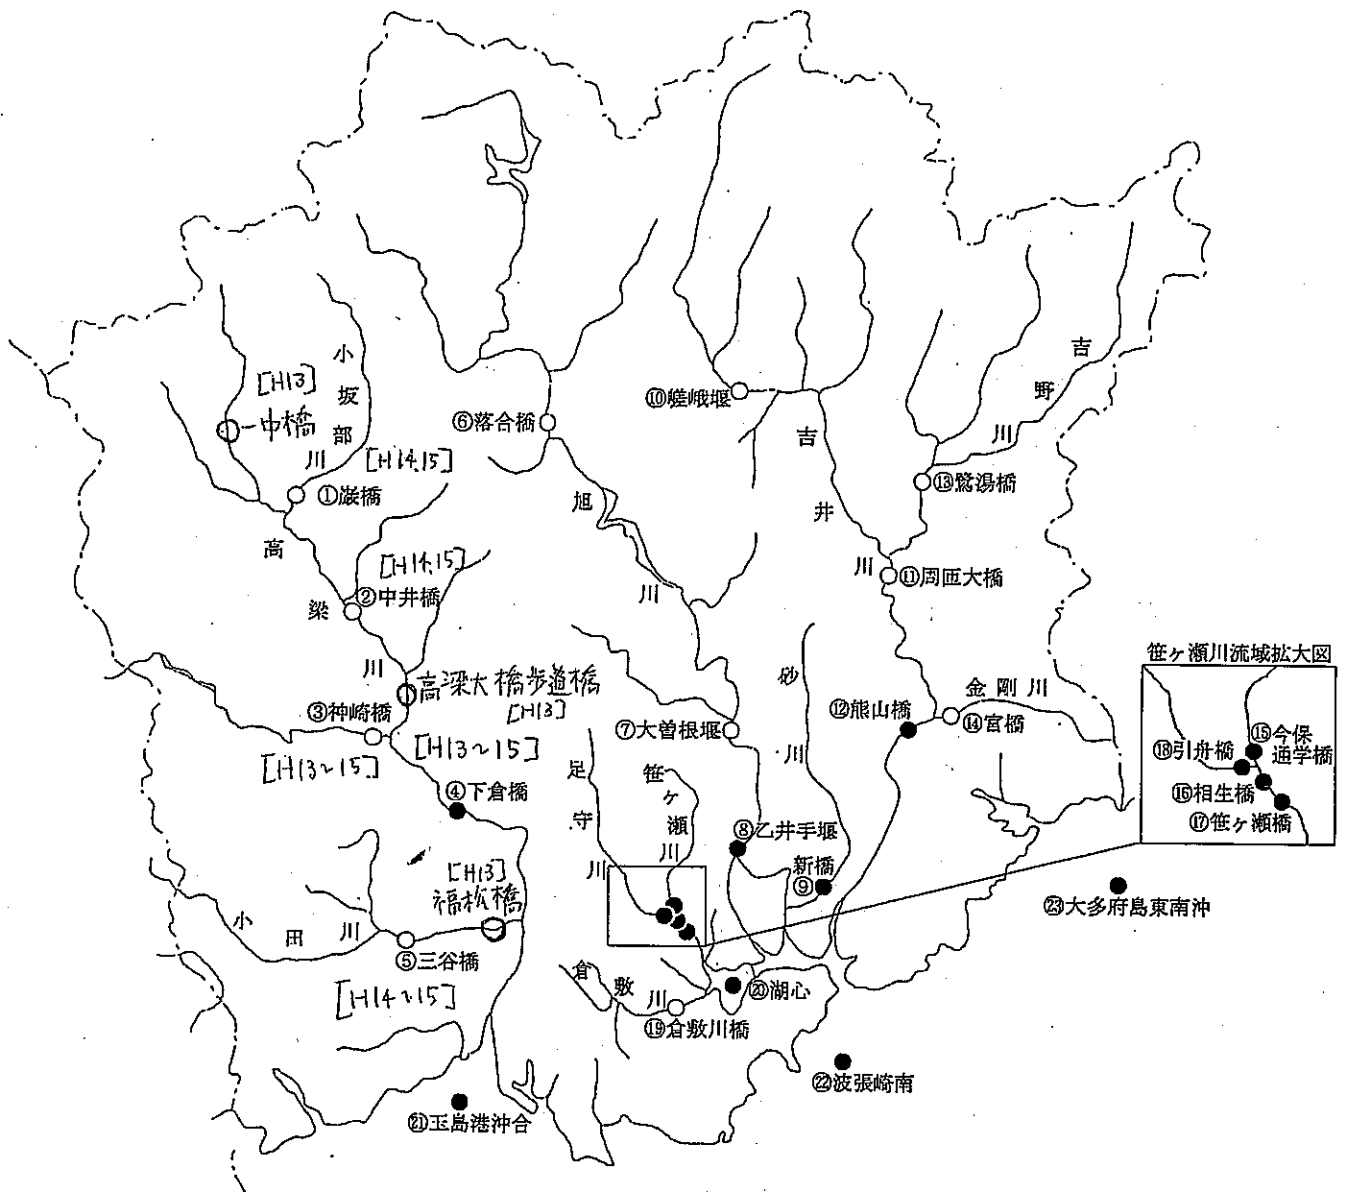 小坂部川
[H13]
中橋
[H14,15]
①巌橋
高梁川
[H14,15]
②中井橋
高梁大橋歩道橋
[H13]
③神崎橋
[H13~15]
[H13~15]
④下倉橋
[H13]
福松橋
小田川
⑤三谷橋
[H14~15]
⑥落合橋
旭川
⑦大曽根堰
⑧乙井手堰
砂川
新橋
⑨
⑩嵯峨堰
吉井川
吉野川
⑬鷺湯橋
⑪周匝大橋
⑫熊山橋
金剛川
⑭宮橋
足守川
笹ヶ瀬川
笹ヶ瀬川流域拡大図
⑮今保
通学橋
⑱引舟橋
⑯相生橋
⑰笹ヶ瀬橋
倉敷川
⑲倉敷川橋
⑳湖心
㉑玉島港沖合
㉒波張崎南
㉓大多府島東南沖